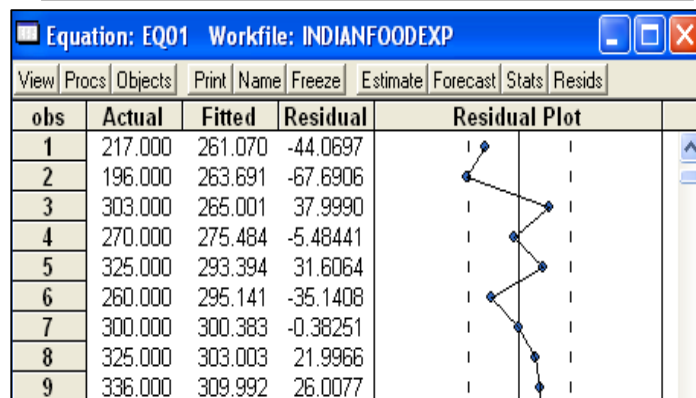 Equation: EQ01 Workfile: INDIANFOODEXP
View Procs Objects Print Name Freeze Estimate Forecast Stats Resids
obs Actual Fitted Residual Residual Plot
1 217.000 261.070 -44.0697
2 196.000 263.691 -67.6906
3 303.000 265.001 37.9990
4 270.000 275.484 -5.48441
5 325.000 293.394 31.6064
6 260.000 295.141 -35.1408
7 300.000 300.383 -0.38251
8 325.000 303.003 21.9966
9 336.000 309.992 26.0077